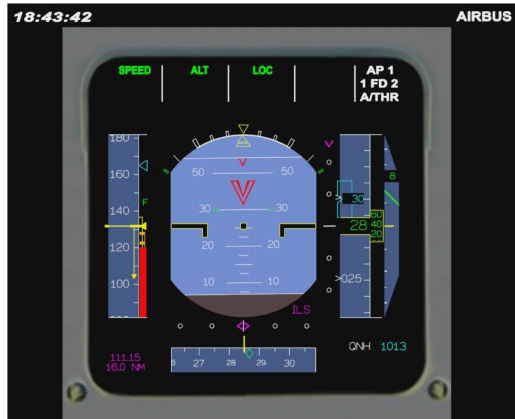 18:43:42 AIRBUS
SPEED ALT LOC AP 1
1 FD 2
A/THR
180
160
140
120
100
F
50 50
30 30
20 20
10 10
8
30
28
60
40
20
025
ILS
111.15
16.0 NM
QNH 1013
27 28 29 30